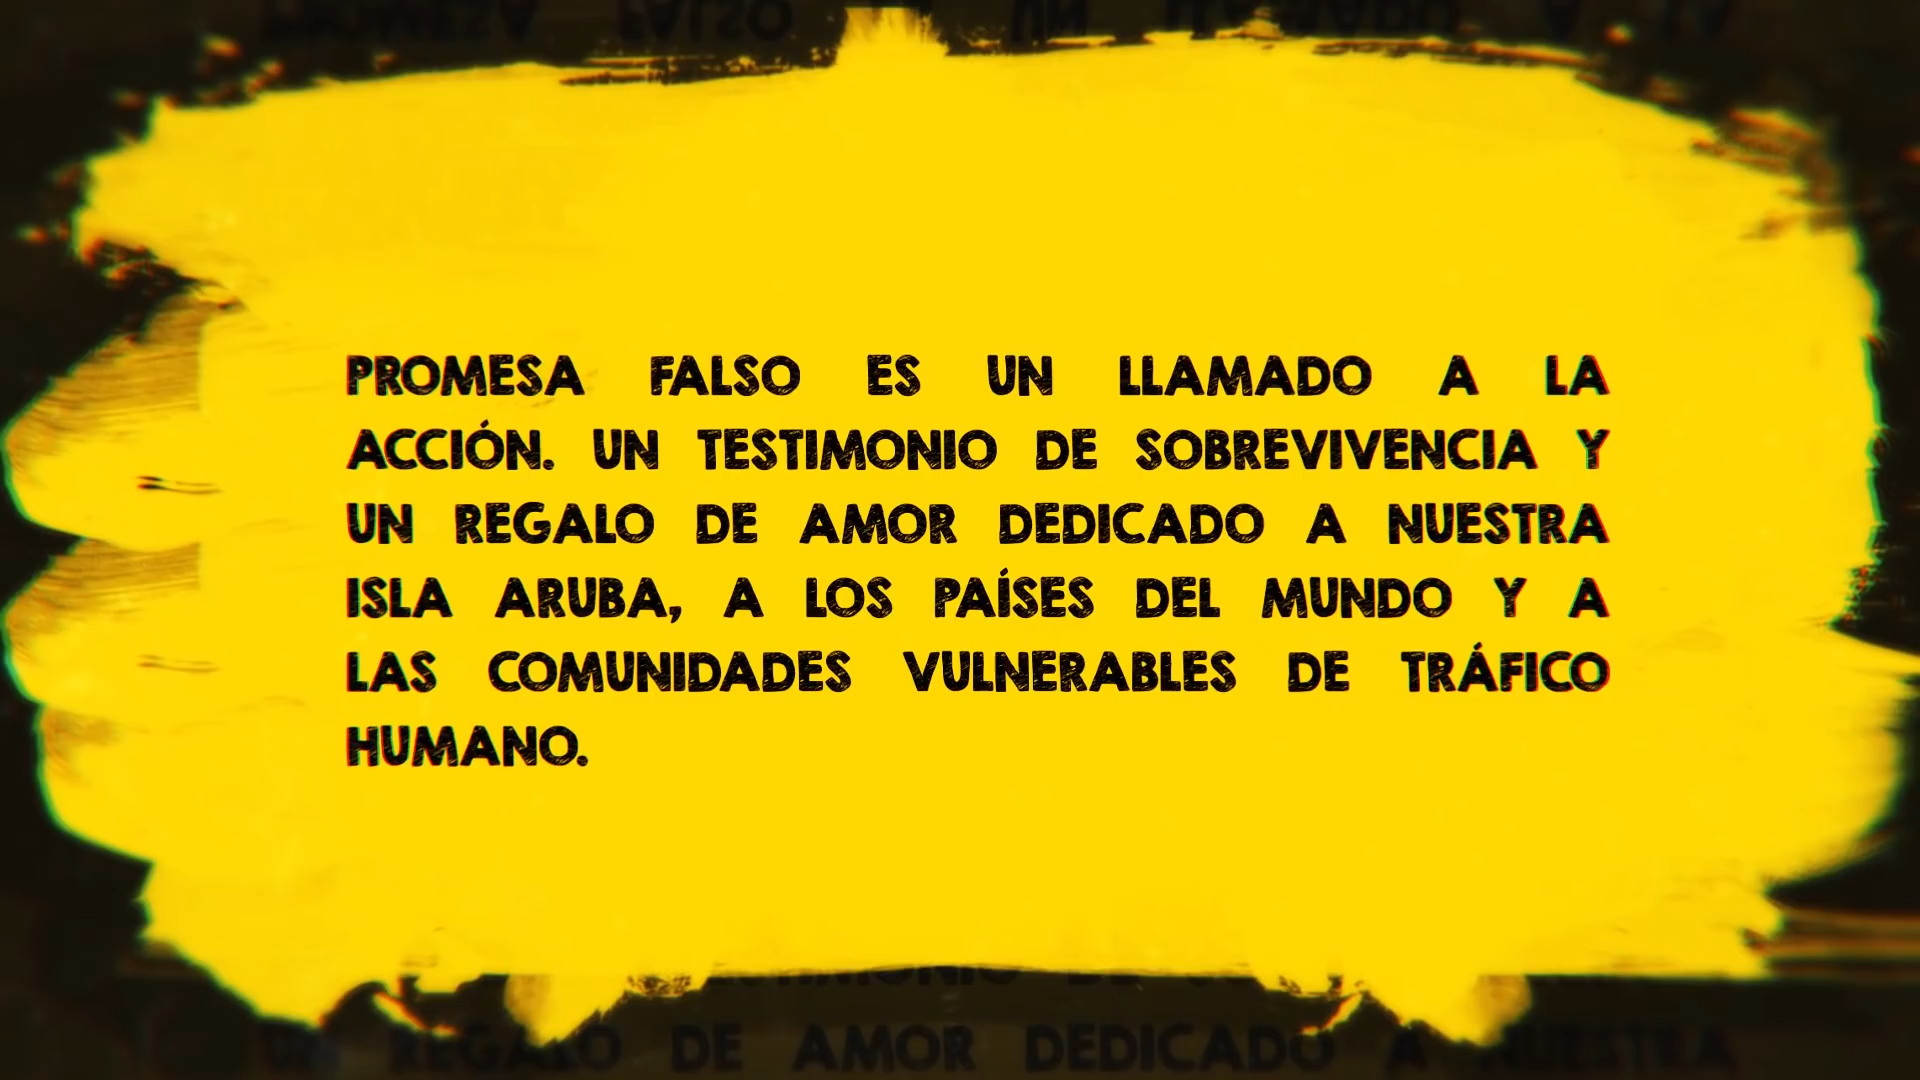 PROMESA FALSO ES UN LLAMADO A LA
ACCIÓN. UN TESTIMONIO DE SOBREVIVENCIA Y
UN REGALO DE AMOR DEDICADO A NUESTRA
ISLA ARUBA, A LOS PAÍSES DEL MUNDO Y A
LAS COMUNIDADES VULNERABLES DE TRÁFICO
HUMANO.